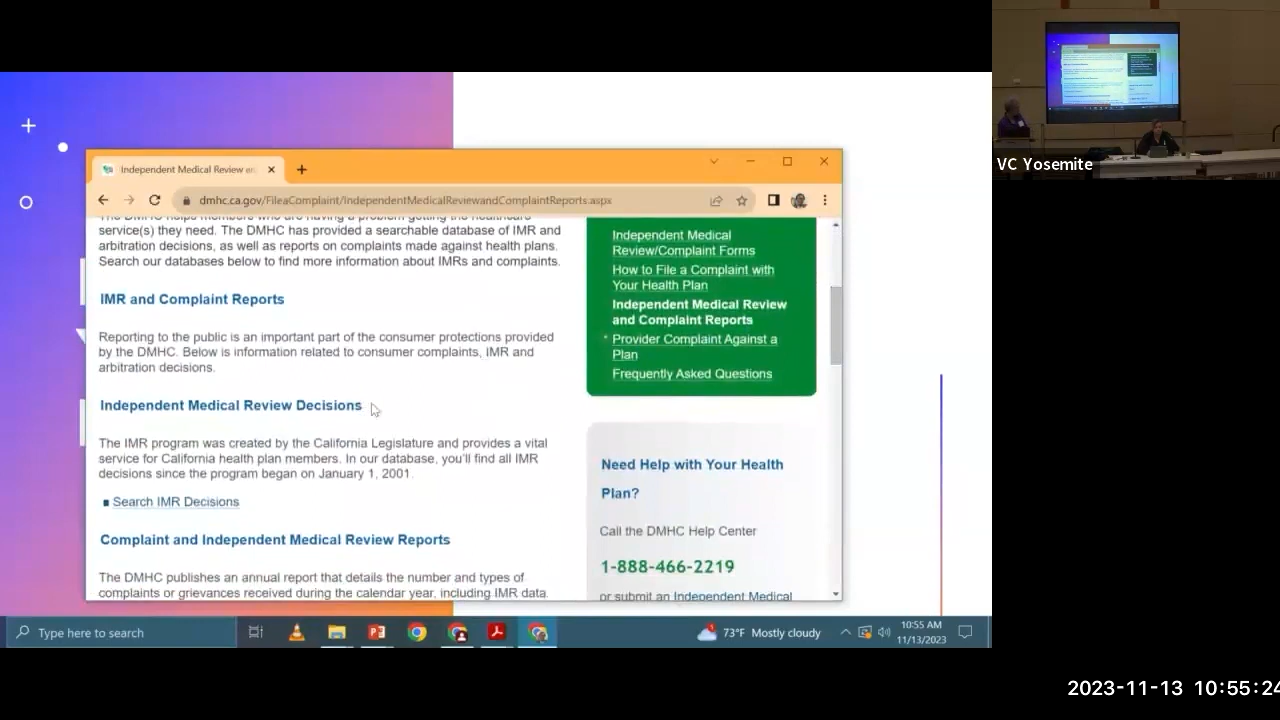 Independent Medical Review an
dmhc.ca.gov/FileaComplaint/IndependentMedicalReviewandComplaintReports.aspx
The DMHC helps members who are having a problem getting the healthcare
service(s) they need. The DMHC has provided a searchable database of IMR and
arbitration decisions, as well as reports on complaints made against health plans.
Search our databases below to find more information about IMRs and complaints.
IMR and Complaint Reports
Reporting to the public is an important part of the consumer protections provided
by the DMHC. Below is information related to consumer complaints, IMR and
arbitration decisions.
Independent Medical Review Decisions
The IMR program was created by the California Legislature and provides a vital
service for California health plan members. In our database, you'll find all IMR
decisions since the program began on January 1, 2001.
Search IMR Decisions
Complaint and Independent Medical Review Reports
The DMHC publishes an annual report that details the number and types of
complaints or grievances received during the calendar year, including IMR data.
Independent Medical
Review/Complaint Forms
How to File a Complaint with
Your Health Plan
Independent Medical Review
and Complaint Reports
Provider Complaint Against a
Plan
Frequently Asked Questions
Need Help with Your Health
Plan?
Call the DMHC Help Center
1-888-466-2219
or submit an Independent Medical
Type here to search
73°F Mostly cloudy
10:55 AM
11/13/2023
VC Yosemite
2023-11-13 10:55:24